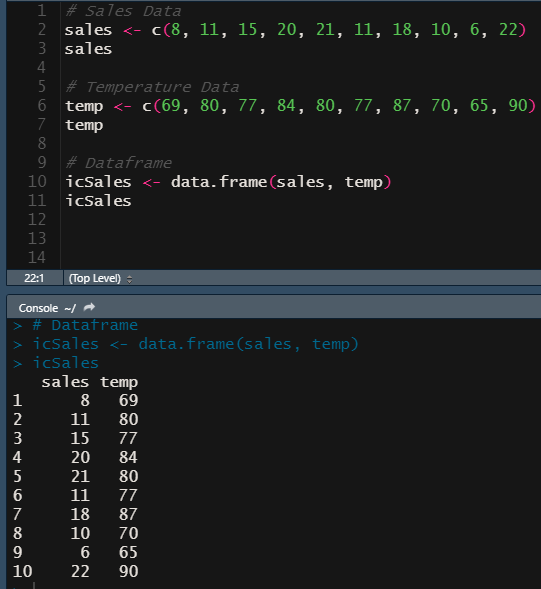 1 # Sales Data
2 sales <- c(8, 11, 15, 20, 21, 11, 18, 10, 6, 22)
3 sales
4
5 # Temperature Data
6 temp <- c(69, 80, 77, 84, 80, 77, 87, 70, 65, 90)
7 temp
8
9 # Dataframe
10 icSales <- data.frame(sales, temp)
11 icSales
12
13
14
22:1 (Top Level)
Console ~/
> # Dataframe
> icSales <- data.frame(sales, temp)
> icSales
   sales temp
1      8   69
2     11   80
3     15   77
4     20   84
5     21   80
6     11   77
7     18   87
8     10   70
9      6   65
10    22   90